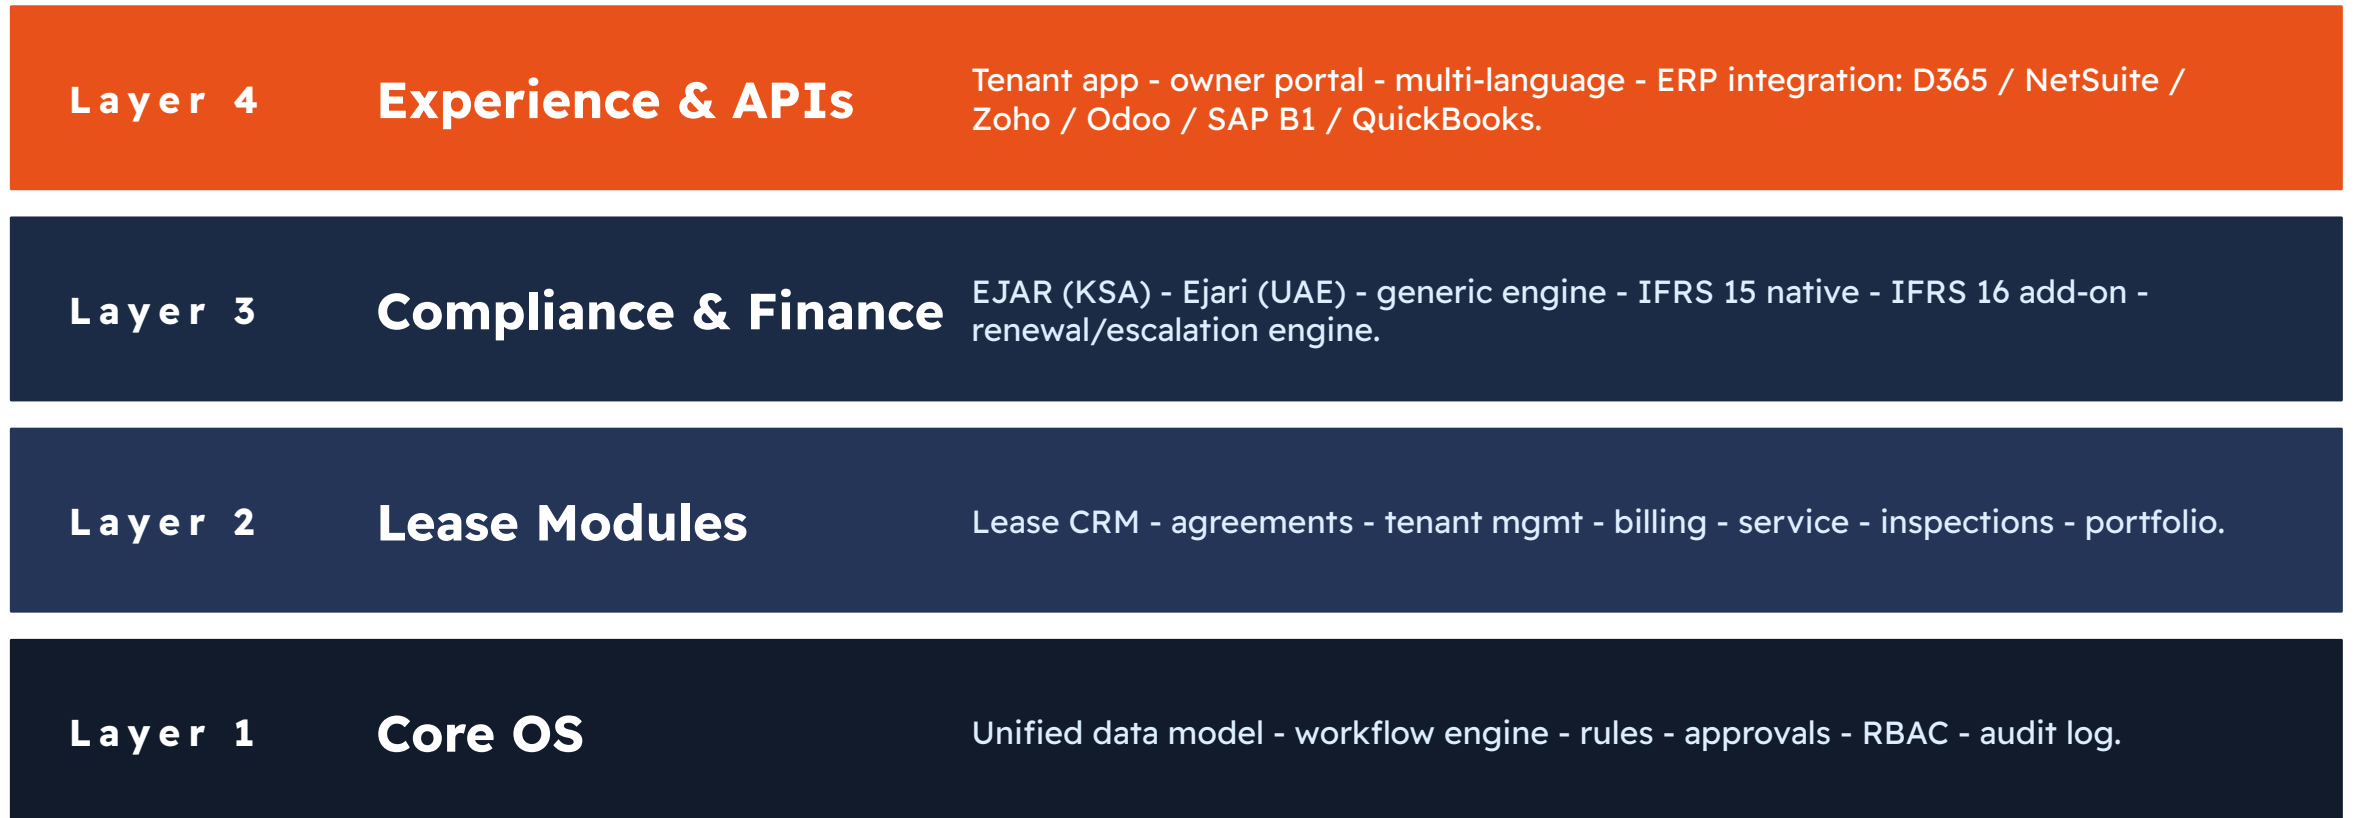 Layer 4
Experience & APIs
Tenant app - owner portal - multi-language - ERP integration: D365 / NetSuite /
Zoho / Odoo / SAP B1 / QuickBooks.
Layer 3
Compliance & Finance
EJAR (KSA) - Ejari (UAE) - generic engine - IFRS 15 native - IFRS 16 add-on -
renewal/escalation engine.
Layer 2
Lease Modules
Lease CRM - agreements - tenant mgmt - billing - service - inspections - portfolio.
Layer 1
Core OS
Unified data model - workflow engine - rules - approvals - RBAC - audit log.